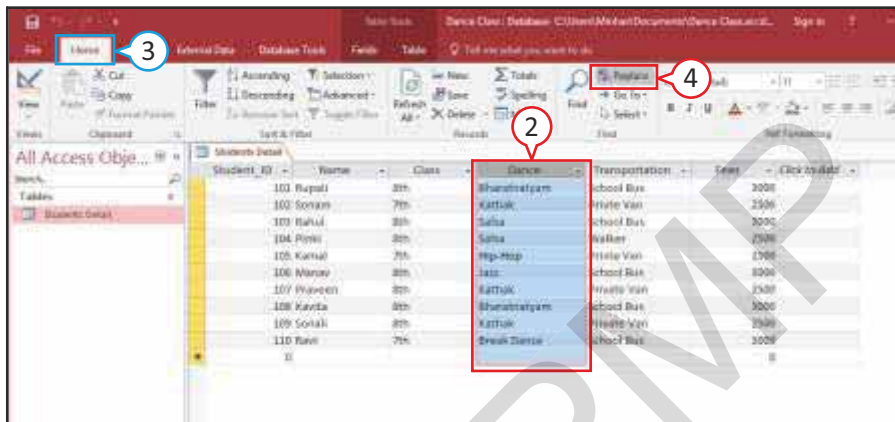 Table Tools Dance Class: Database- C:\Users\Muskan\Documents\Dance Class.accd... Sign in ?
File Home External Data Database Tools Fields Table Tell me what you want to do
3
View Paste Cut Copy Format Painter
Filter Ascending Descending Remove Sort Selection Advanced Toggle Filter
Refresh All New Save Delete Totals Spelling
Find Replace Go To Select
4
11 B I U A
Views Clipboard Sort & Filter Records Find Text Formatting
2
All Access Obje...
Search...
Tables
Students Detail
Students Detail
Student_ID Name Class Dance Transportation Fees Click to Add
101 Rupali 8th Bharatnatyam School Bus 3000
102 Sonam 7th Kathak Private Van 2500
103 Rahul 8th Salsa School Bus 3000
104 Pinki 8th Salsa Walker 2500
105 Kamal 7th Hip-Hop Private Van 2500
106 Manav 8th Jazz School Bus 3000
107 Praveen 8th Kathak Private Van 2500
108 Kavita 8th Bharatnatyam School Bus 3000
109 Sonali 8th Kathak Private Van 2500
110 Ravi 7th Break Dance School Bus 3000
0 0
PMP